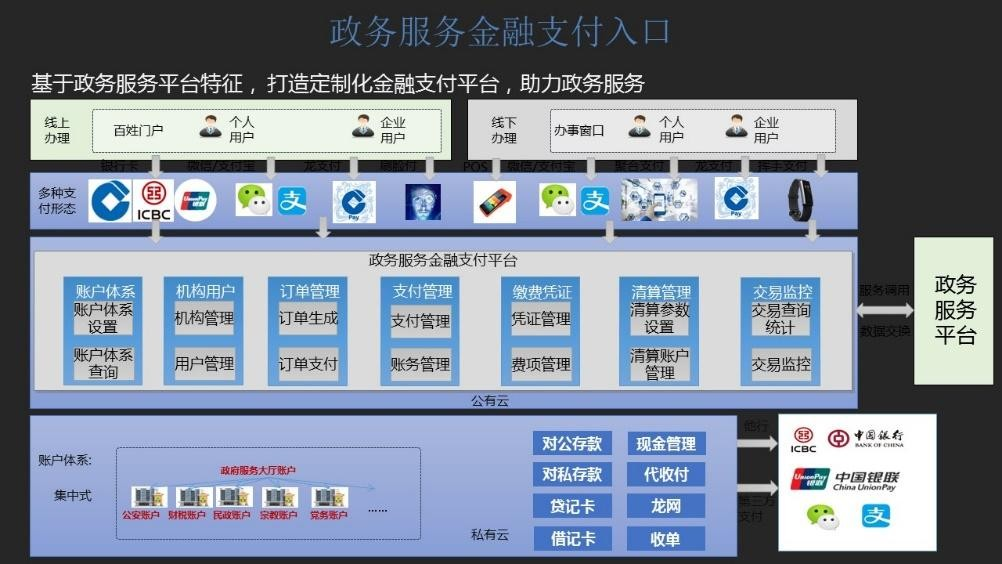 政务服务金融支付入口
基于政务服务平台特征，打造定制化金融支付平台，助力政务服务
线上
办理
百姓门户
个人
用户
企业
用户
线下
办理
办事窗口
个人
用户
企业
用户
银行卡
微信/支付宝
龙支付
POS
微信/支付宝
聚合支付
龙支付
挥手支付
多种支
付形态
ICBC
UnionPay
支
Pay
支
Pay
政务服务金融支付平台
账户体系
账户体系
设置
账户体系
查询
机构用户
机构管理
用户管理
订单管理
订单生成
订单支付
支付管理
支付管理
账务管理
缴费凭证
凭证管理
费项管理
清算管理
清算参数
设置
清算账户
管理
交易监控
交易查询
统计
交易监控
公有云
服务调用
数据交换
政务
服务
平台
账户体系:
集中式
政府服务大厅账户
公安账户
财税账户
民政账户
宗教账户
党务账户
......
私有云
对公存款
现金管理
对私存款
代收付
贷记卡
龙网
借记卡
收单
他行
第三方
支付
ICBC
中国银行
BANK OF CHINA
UnionPay
中国银联
China UnionPay
支